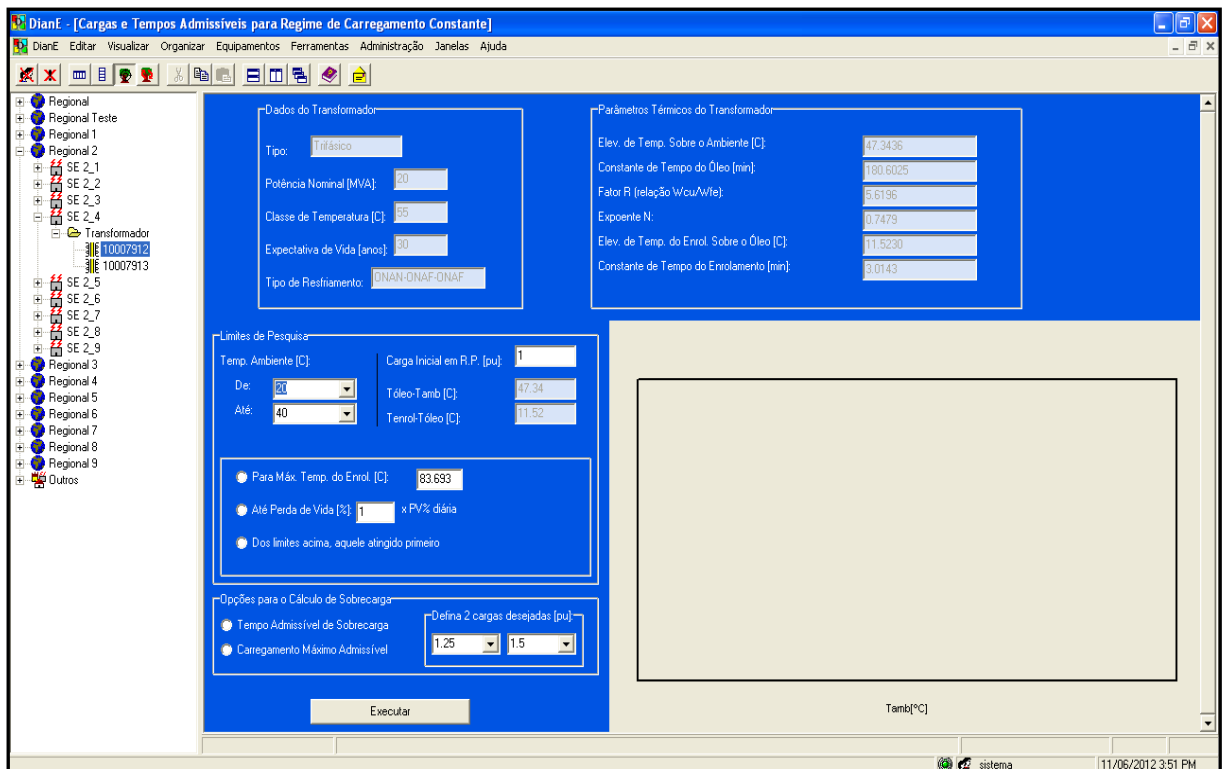 DianE - [Cargas e Tempos Admissíveis para Regime de Carregamento Constante]
DianE Editar Visualizar Organizar Equipamentos Ferramentas Administração Janelas Ajuda
Regional
Regional Teste
Regional 1
Regional 2
SE 2_1
SE 2_2
SE 2_3
SE 2_4
Transformador
10007912
10007913
SE 2_5
SE 2_6
SE 2_7
SE 2_8
SE 2_9
Regional 3
Regional 4
Regional 5
Regional 6
Regional 7
Regional 8
Regional 9
Outros
Dados do Transformador
Tipo: Trifásico
Potência Nominal [MVA]: 20
Classe de Temperatura [C]: 55
Expectativa de Vida [anos]: 30
Tipo de Resfriamento: ONAN-ONAF-ONAF
Parâmetros Térmicos do Transformador
Elev. de Temp. Sobre o Ambiente [C]: 47.3436
Constante de Tempo do Óleo [min]: 180.6025
Fator R (relação Wcu/Wfe): 5.6196
Expoente N: 0.7479
Elev. de Temp. do Enrol. Sobre o Óleo [C]: 11.5230
Constante de Tempo do Enrolamento [min]: 3.0143
Limites de Pesquisa
Temp. Ambiente [C]:
De: 20
Até: 40
Carga Inicial em R.P. [pu]: 1
Tóleo-Tamb [C]: 47.34
Tenrol-Tóleo [C]: 11.52
Para Máx. Temp. do Enrol. [C]: 83.693
Até Perda de Vida [%]: 1 x PV% diária
Dos limites acima, aquele atingido primeiro
Opções para o Cálculo de Sobrecarga
Tempo Admissível de Sobrecarga
Carregamento Máximo Admissível
Defina 2 cargas desejadas [pu]:
1.25 1.5
Executar
Tamb[°C]
sistema 11/06/2012 3:51 PM